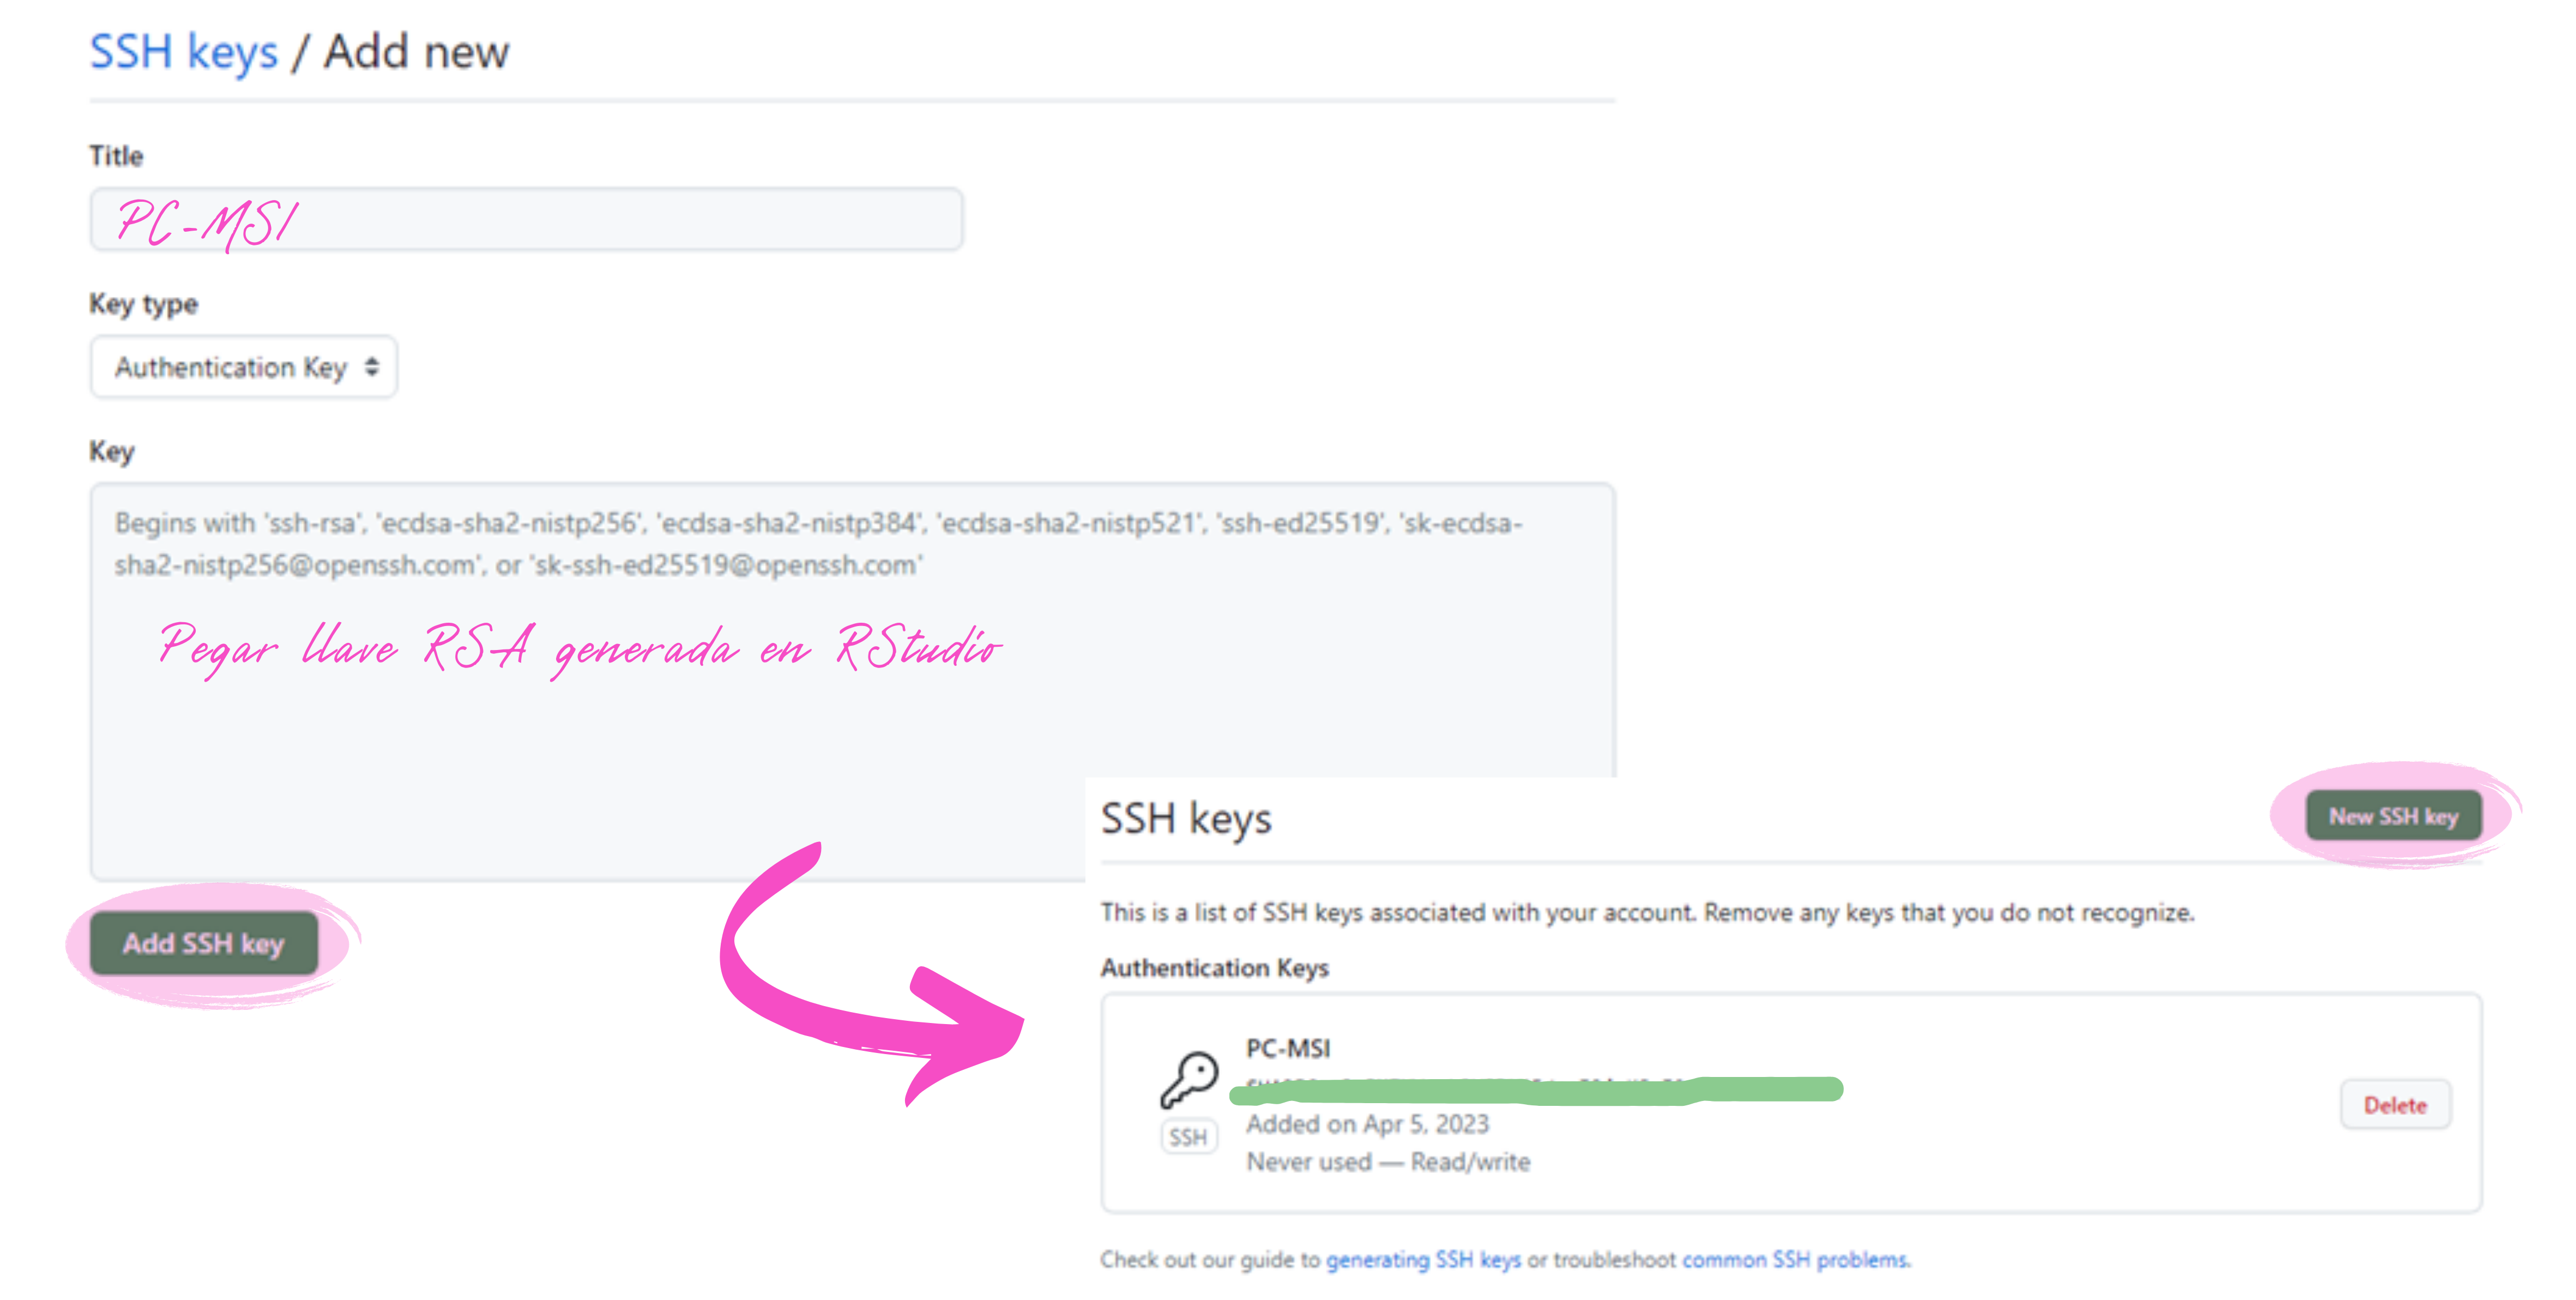 SSH keys / Add new
Title
PC-MSI
Key type
Authentication Key
Key
Begins with 'ssh-rsa', 'ecdsa-sha2-nistp256', 'ecdsa-sha2-nistp384', 'ecdsa-sha2-nistp521', 'ssh-ed25519', 'sk-ecdsa-
sha2-nistp256@openssh.com', or 'sk-ssh-ed25519@openssh.com'
Pegar llave RSA generada en RStudio
Add SSH key
SSH keys
New SSH key
This is a list of SSH keys associated with your account. Remove any keys that you do not recognize.
Authentication Keys
PC-MSI
Added on Apr 5, 2023
SSH
Never used — Read/write
Delete
Check out our guide to generating SSH keys or troubleshoot common SSH problems.